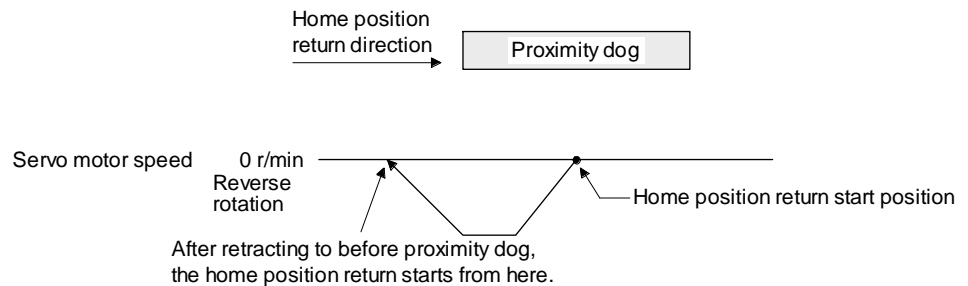 Home position
return direction
Proximity dog
Servo motor speed 0 r/min
Reverse
rotation
Home position return start position
After retracting to before proximity dog,
the home position return starts from here.